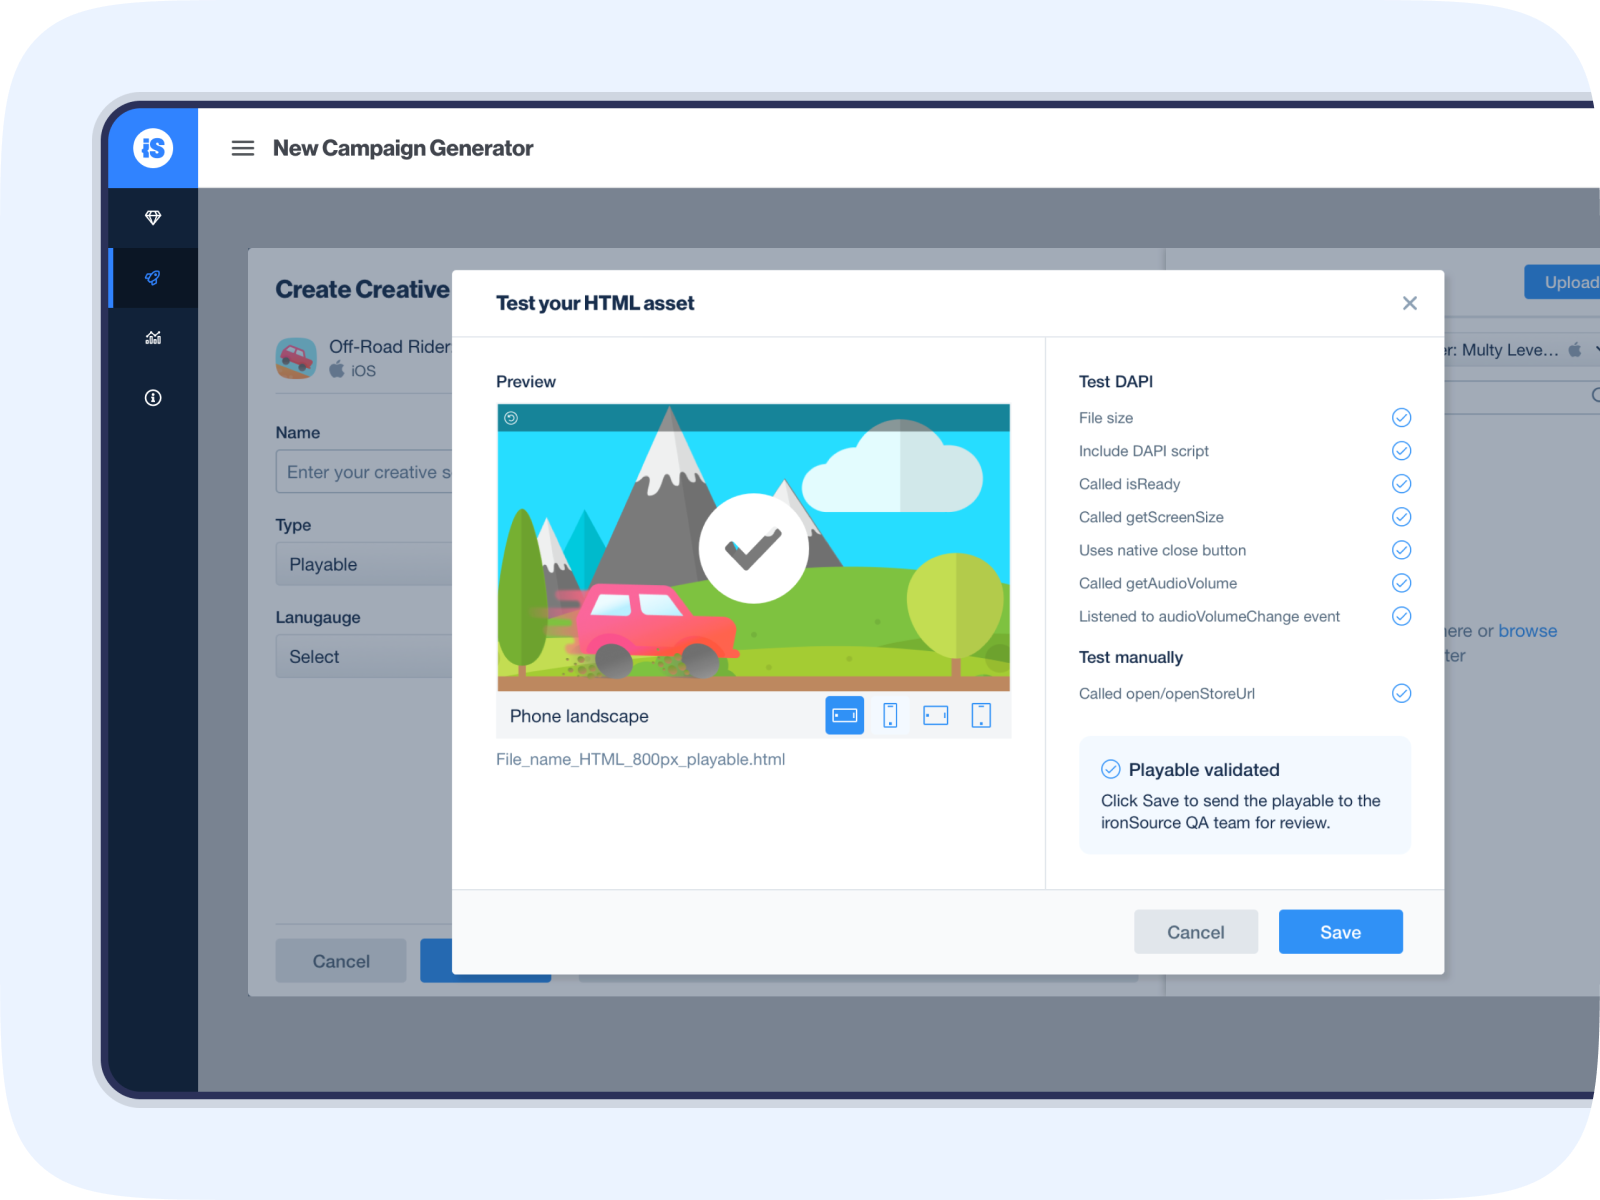 iS
New Campaign Generator
Create Creative
Upload
Off-Road Rider
iOS
Name
Enter your creative
Type
Playable
Lanugauge
Select
Cancel
Test your HTML asset
Preview
Phone landscape
File_name_HTML_800px_playable.html
Test DAPI
File size
Include DAPI script
Called isReady
Called getScreenSize
Uses native close button
Called getAudioVolume
Listened to audioVolumeChange event
Test manually
Called open/openStoreUrl
Playable validated
Click Save to send the playable to the
ironSource QA team for review.
Cancel
Save
: Multy Leve...
or browse